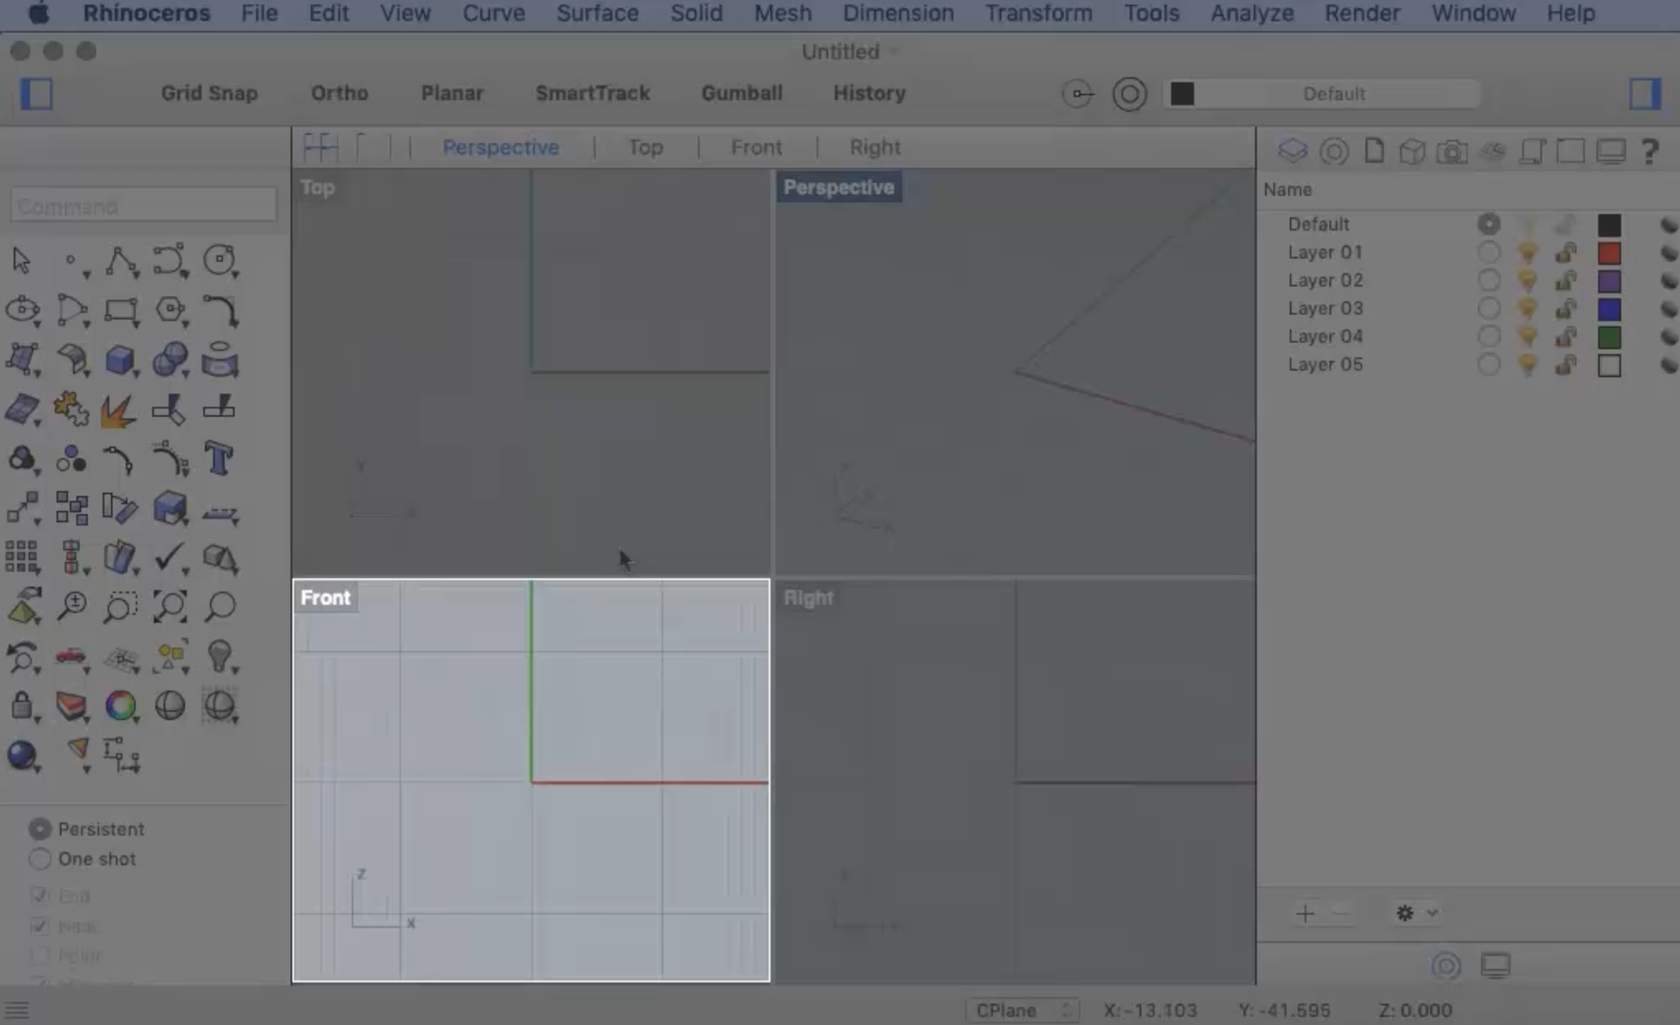 Rhinoceros File Edit View Curve Surface Solid Mesh Dimension Transform Tools Analyze Render Window Help
Untitled
Grid Snap Ortho Planar SmartTrack Gumball History Default
Perspective Top Front Right
Command
Top
Perspective
Name
Default
Layer 01
Layer 02
Layer 03
Layer 04
Layer 05
Y
Front
Right
Z
X
Persistent
One shot
End
Point
CPlane X:-13.103 Y: -41.595 Z: 0.000